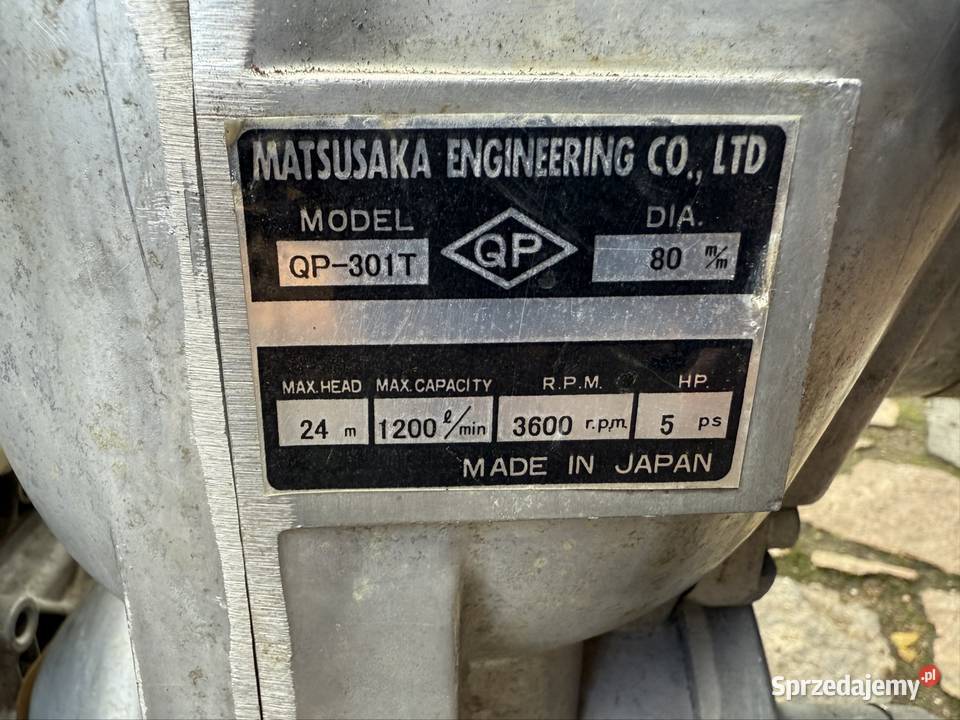 MATSUSAKA ENGINEERING CO., LTD
MODEL QP DIA.
QP-301T 80 m/m
MAX. HEAD MAX. CAPACITY R.P.M. HP.
24 m 1200 ℓ/min 3600 r.p.m. 5 ps
MADE IN JAPAN
Sprzedajemy.pl